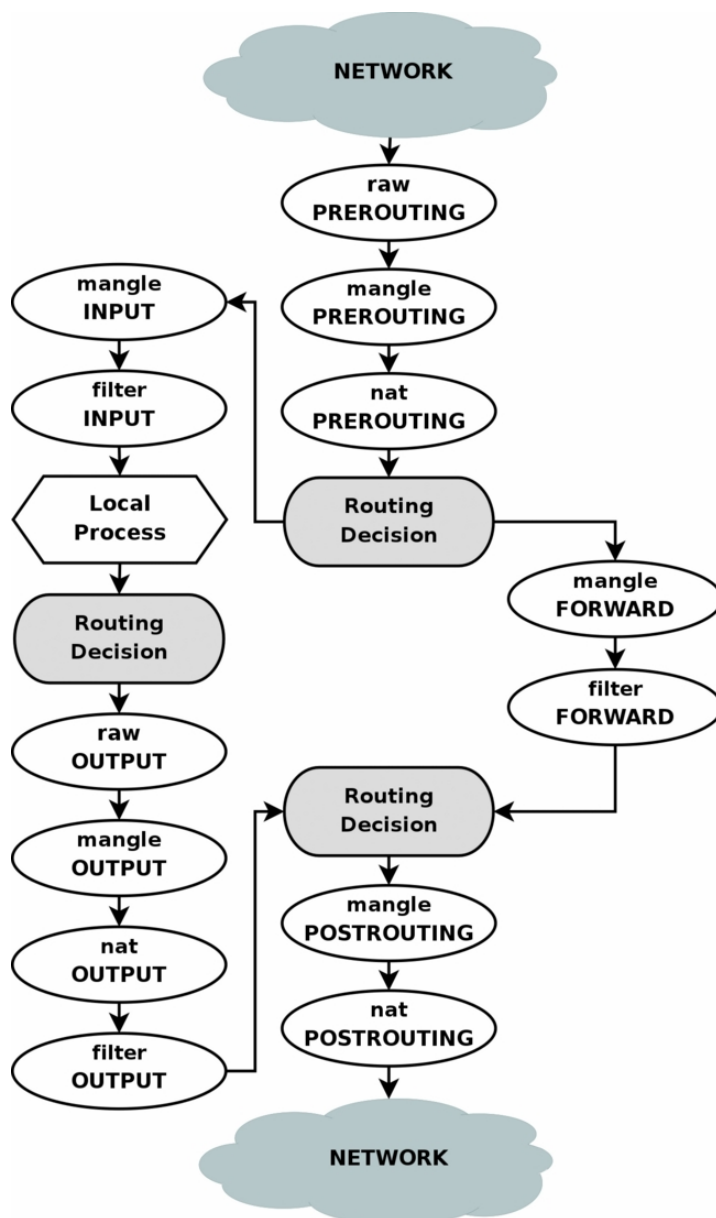 NETWORK
raw
PREROUTING
mangle
PREROUTING
nat
PREROUTING
Routing
Decision
mangle
INPUT
filter
INPUT
Local
Process
Routing
Decision
raw
OUTPUT
mangle
OUTPUT
nat
OUTPUT
filter
OUTPUT
mangle
FORWARD
filter
FORWARD
Routing
Decision
mangle
POSTROUTING
nat
POSTROUTING
NETWORK